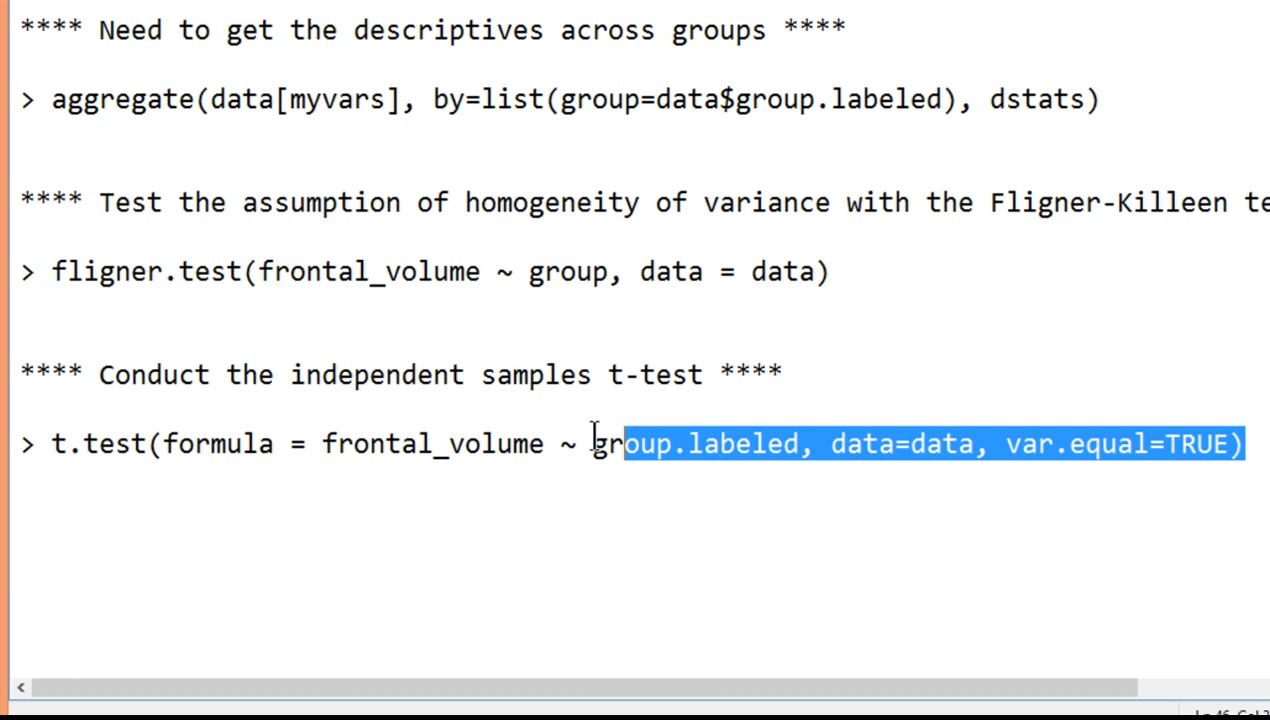 **** Need to get the descriptives across groups ****
> aggregate(data[myvars], by=list(group=data$group.labeled), dstats)
**** Test the assumption of homogeneity of variance with the Fligner-Killeen te
> fligner.test(frontal_volume ~ group, data = data)
**** Conduct the independent samples t-test ****
> t.test(formula = frontal_volume ~ group.labeled, data=data, var.equal=TRUE)